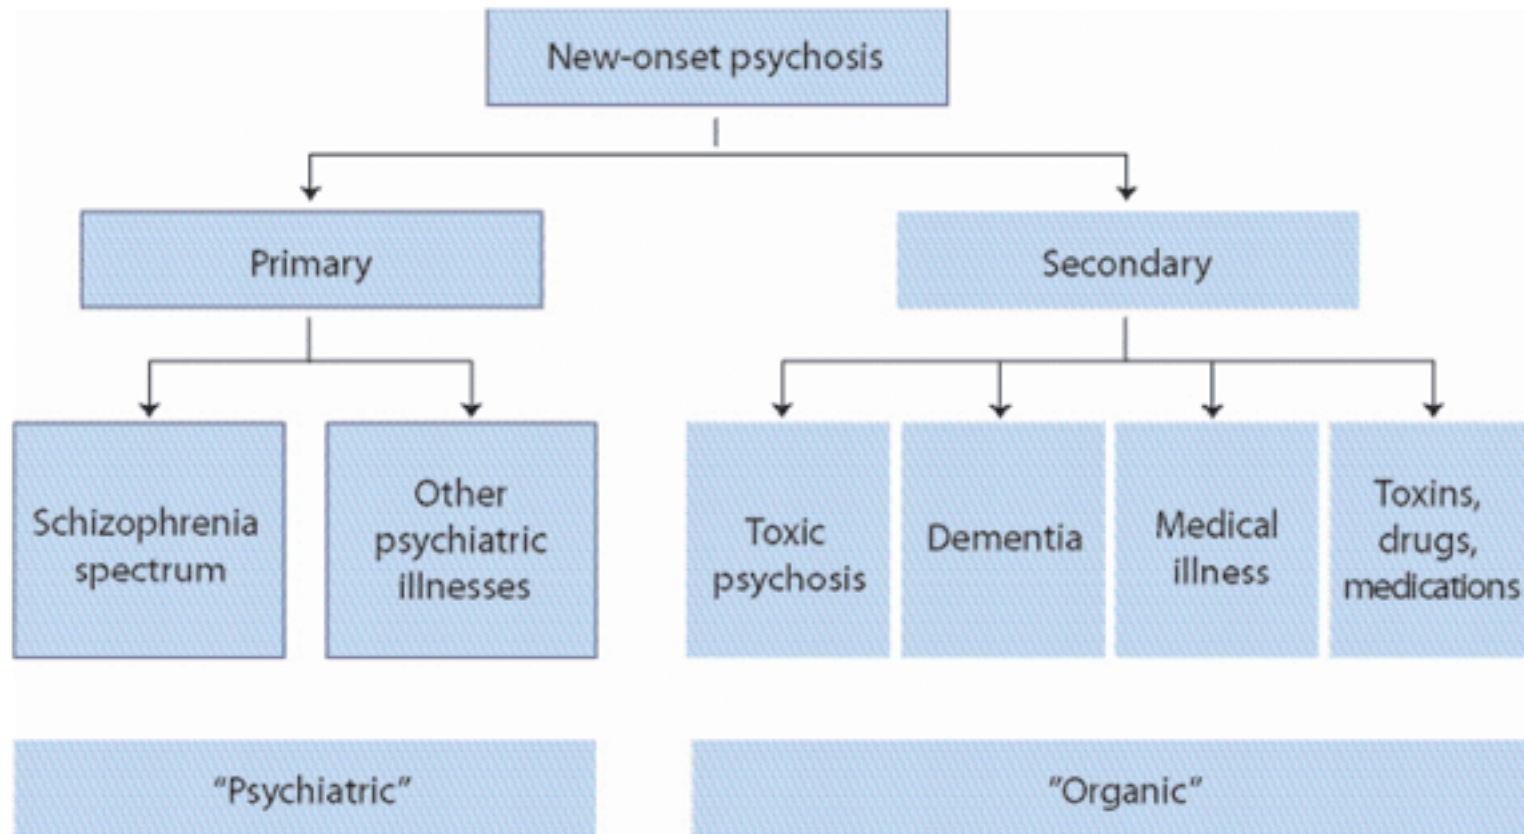 New-onset psychosis
Primary
Secondary
Schizophrenia
spectrum
Other
psychiatric
illnesses
Toxic
psychosis
Dementia
Medical
illness
Toxins,
drugs,
medications
"Psychiatric"
"Organic"